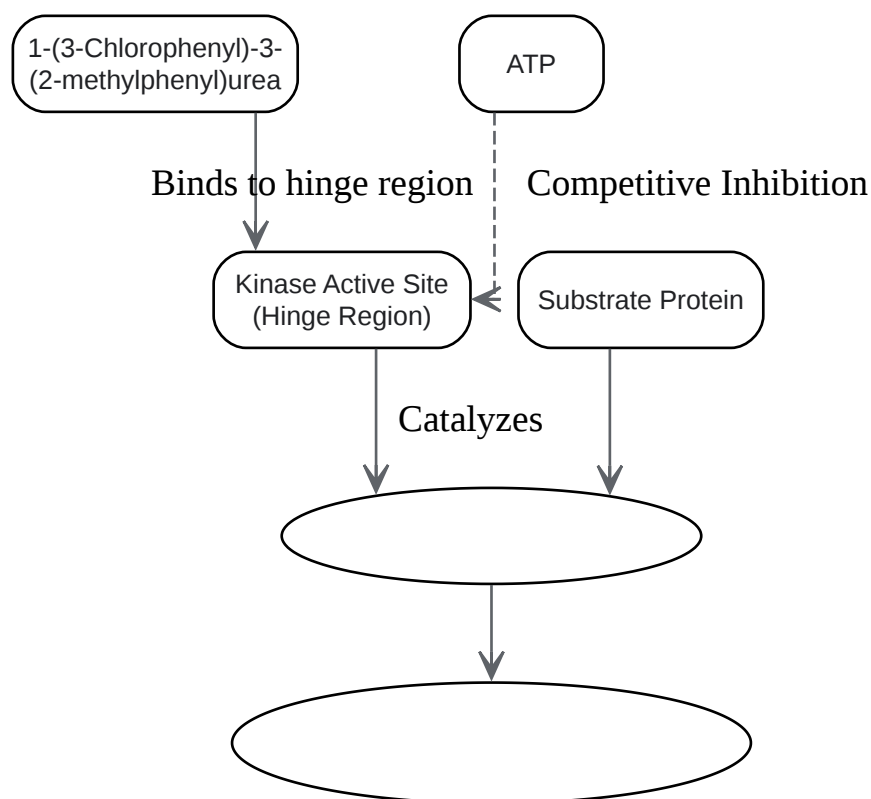 1-(3-Chlorophenyl)-3-
(2-methylphenyl)urea
ATP
Binds to hinge region
Competitive Inhibition
Kinase Active Site
(Hinge Region)
Substrate Protein
Catalyzes